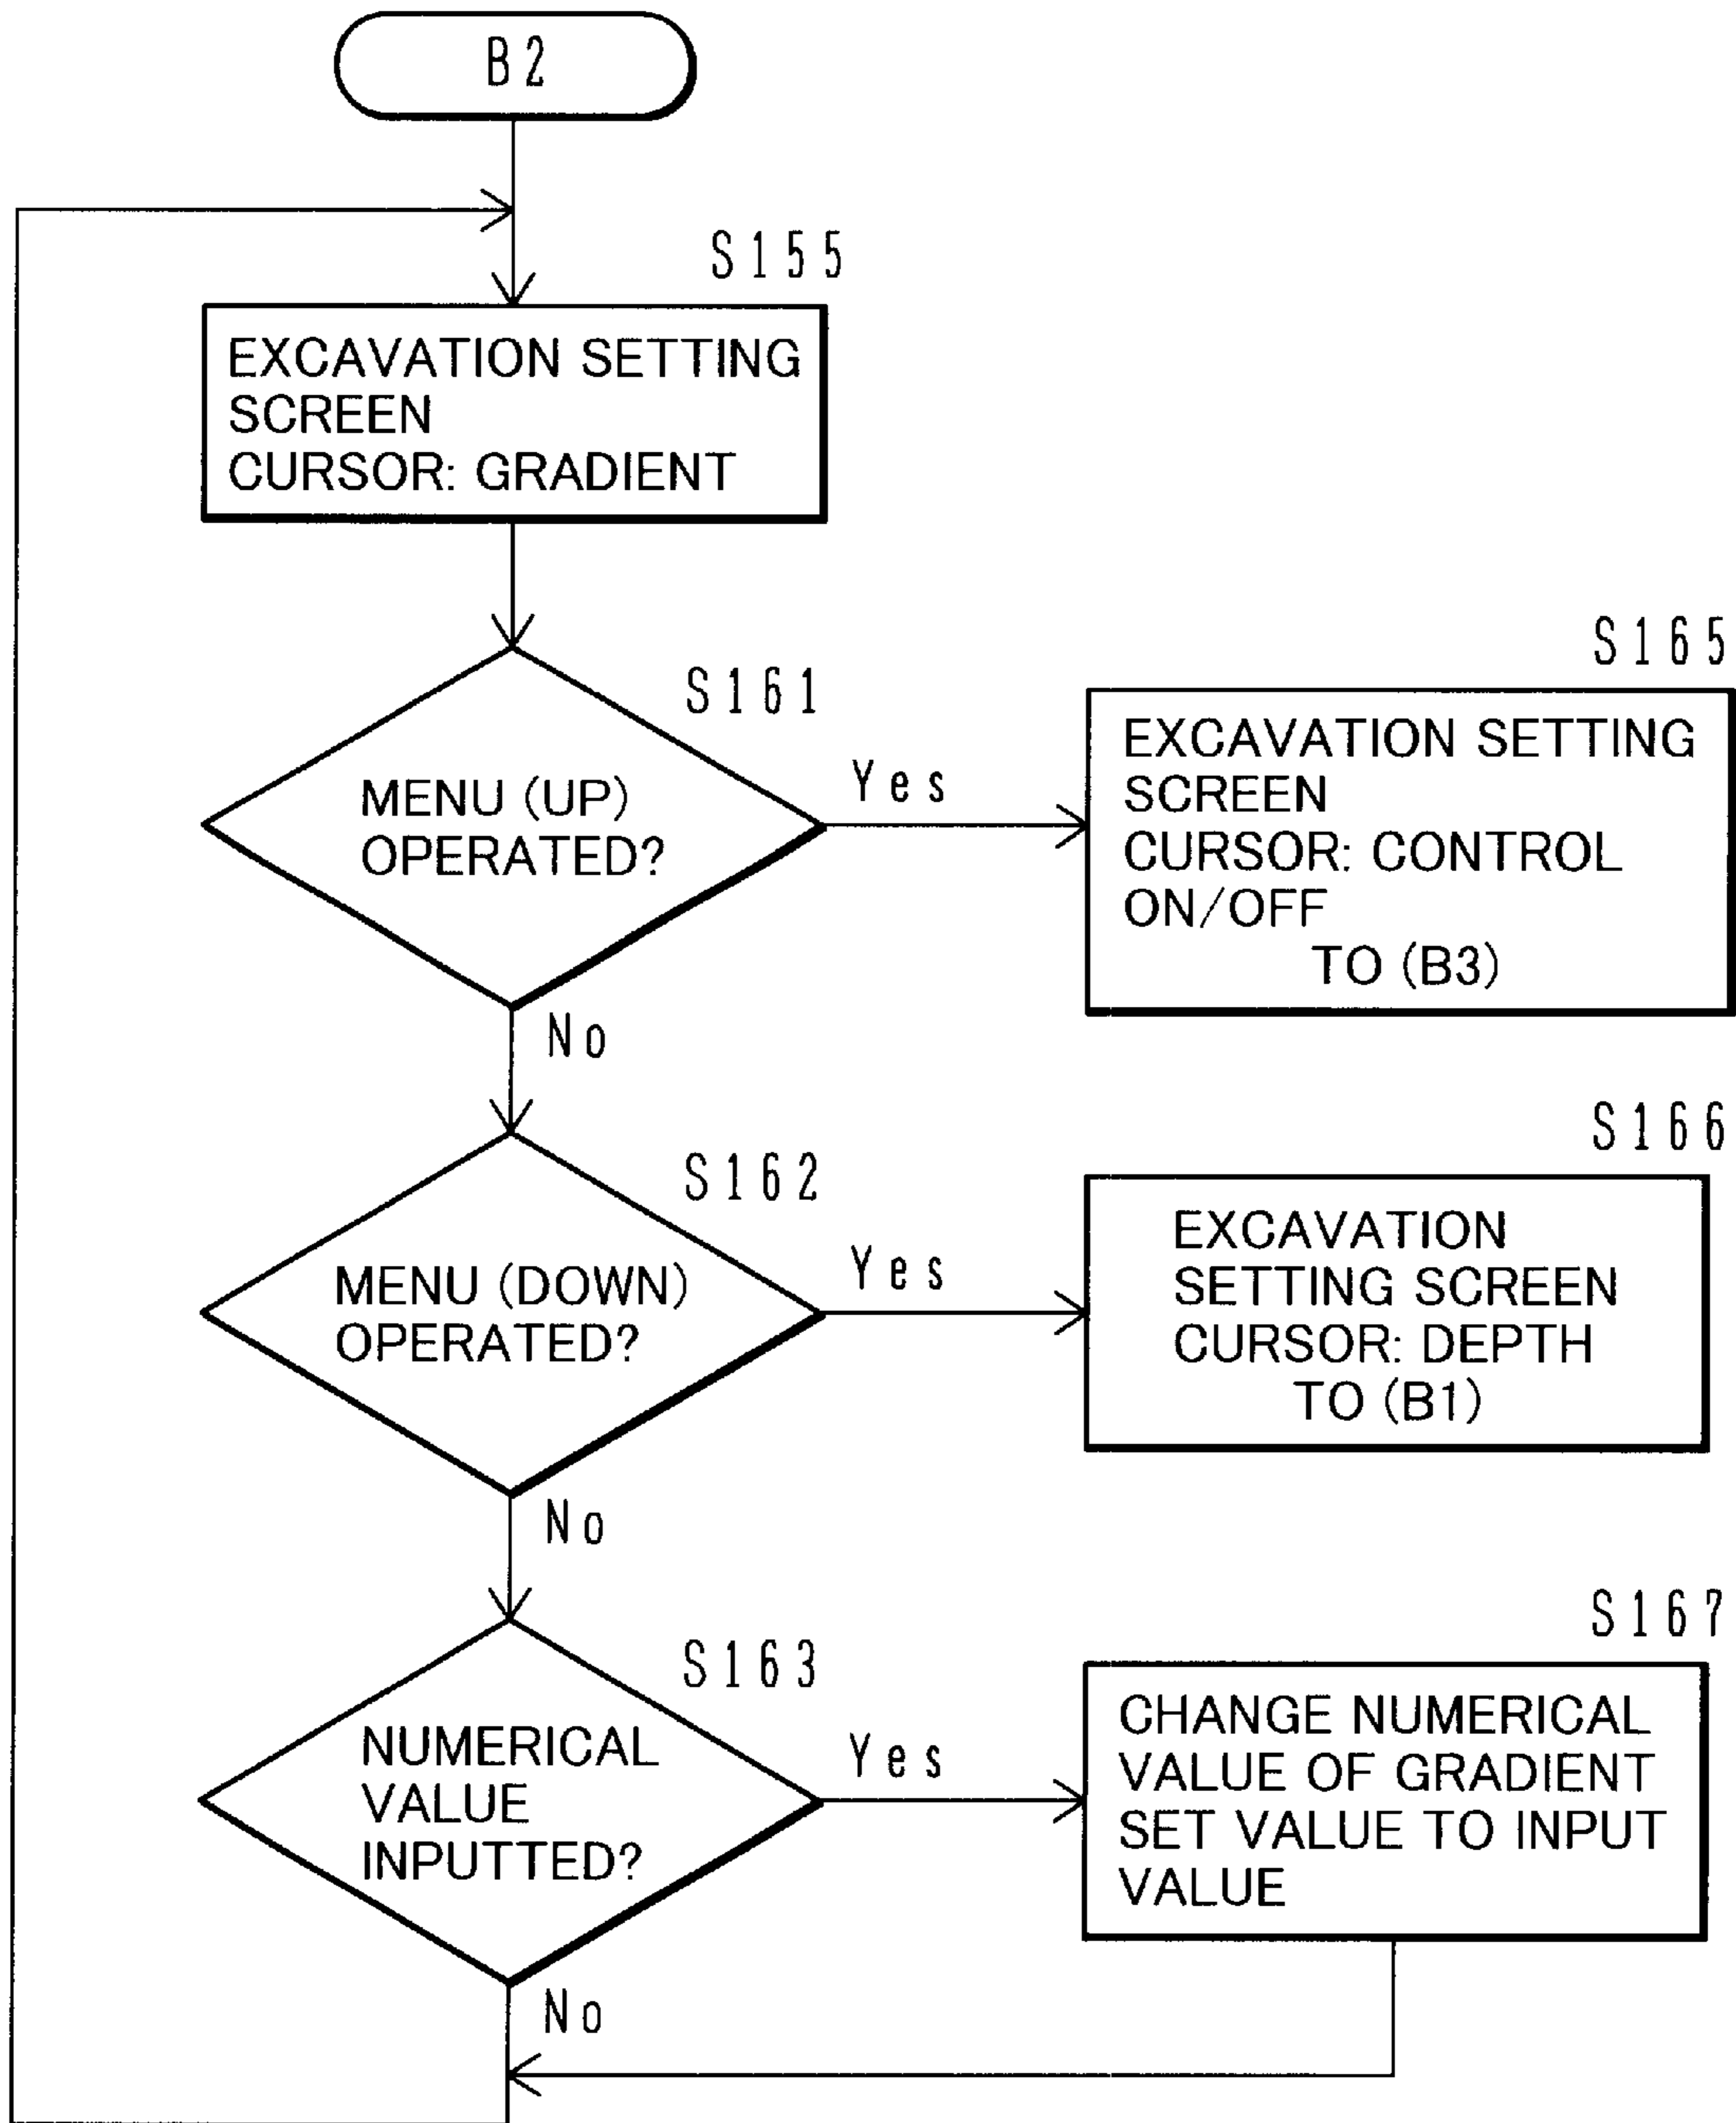 B2
S155
EXCAVATION SETTING
SCREEN
CURSOR: GRADIENT
S161
MENU (UP)
OPERATED?
Yes
No
S165
EXCAVATION SETTING
SCREEN
CURSOR: CONTROL
ON/OFF
TO (B3)
S162
MENU (DOWN)
OPERATED?
Yes
No
S166
EXCAVATION
SETTING SCREEN
CURSOR: DEPTH
TO (B1)
S163
NUMERICAL
VALUE
INPUTTED?
Yes
No
S167
CHANGE NUMERICAL
VALUE OF GRADIENT
SET VALUE TO INPUT
VALUE